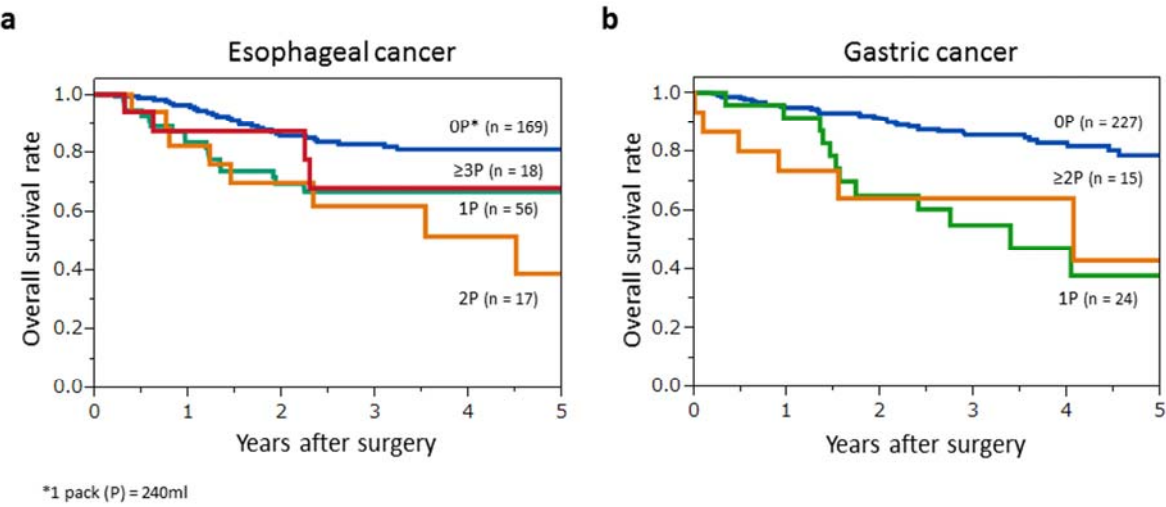 a
Esophageal cancer
Overall survival rate
1.0
0.8
0.6
0.4
0.2
0.0
0P* (n = 169)
≥3P (n = 18)
1P (n = 56)
2P (n = 17)
0 1 2 3 4 5
Years after surgery
*1 pack (P) = 240ml
b
Gastric cancer
Overall survival rate
1.0
0.8
0.6
0.4
0.2
0.0
0P (n = 227)
≥2P (n = 15)
1P (n = 24)
0 1 2 3 4 5
Years after surgery